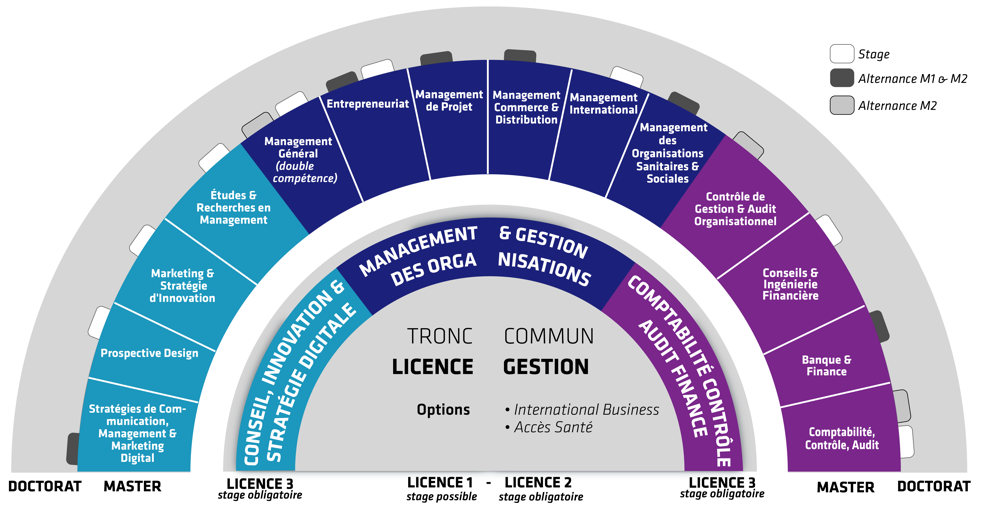 Stage
Alternance M1 & M2
Alternance M2
Stratégies de Com-
munication,
Management &
Marketing
Digital
Prospective Design
Marketing &
Stratégie
d'Innovation
Études &
Recherches en
Management
Management
Général
(double
compétence)
Entrepreneuriat
Management
de Projet
Management
Commerce &
Distribution
Management
International
Management
des
Organisations
Sanitaires &
Sociales
Contrôle de
Gestion & Audit
Organisationnel
Conseils &
Ingénierie
Financière
Banque &
Finance
Comptabilité,
Contrôle, Audit
CONSEIL, INNOVATION &
STRATÉGIE DIGITALE
MANAGEMENT & GESTION
DES ORGA NISATIONS
COMPTABILITÉ CONTRÔLE
AUDIT FINANCE
TRONC COMMUN
LICENCE GESTION
Options
• International Business
• Accès Santé
DOCTORAT MASTER LICENCE 3 LICENCE 1 - LICENCE 2 LICENCE 3 MASTER DOCTORAT
stage obligatoire stage possible stage obligatoire stage obligatoire